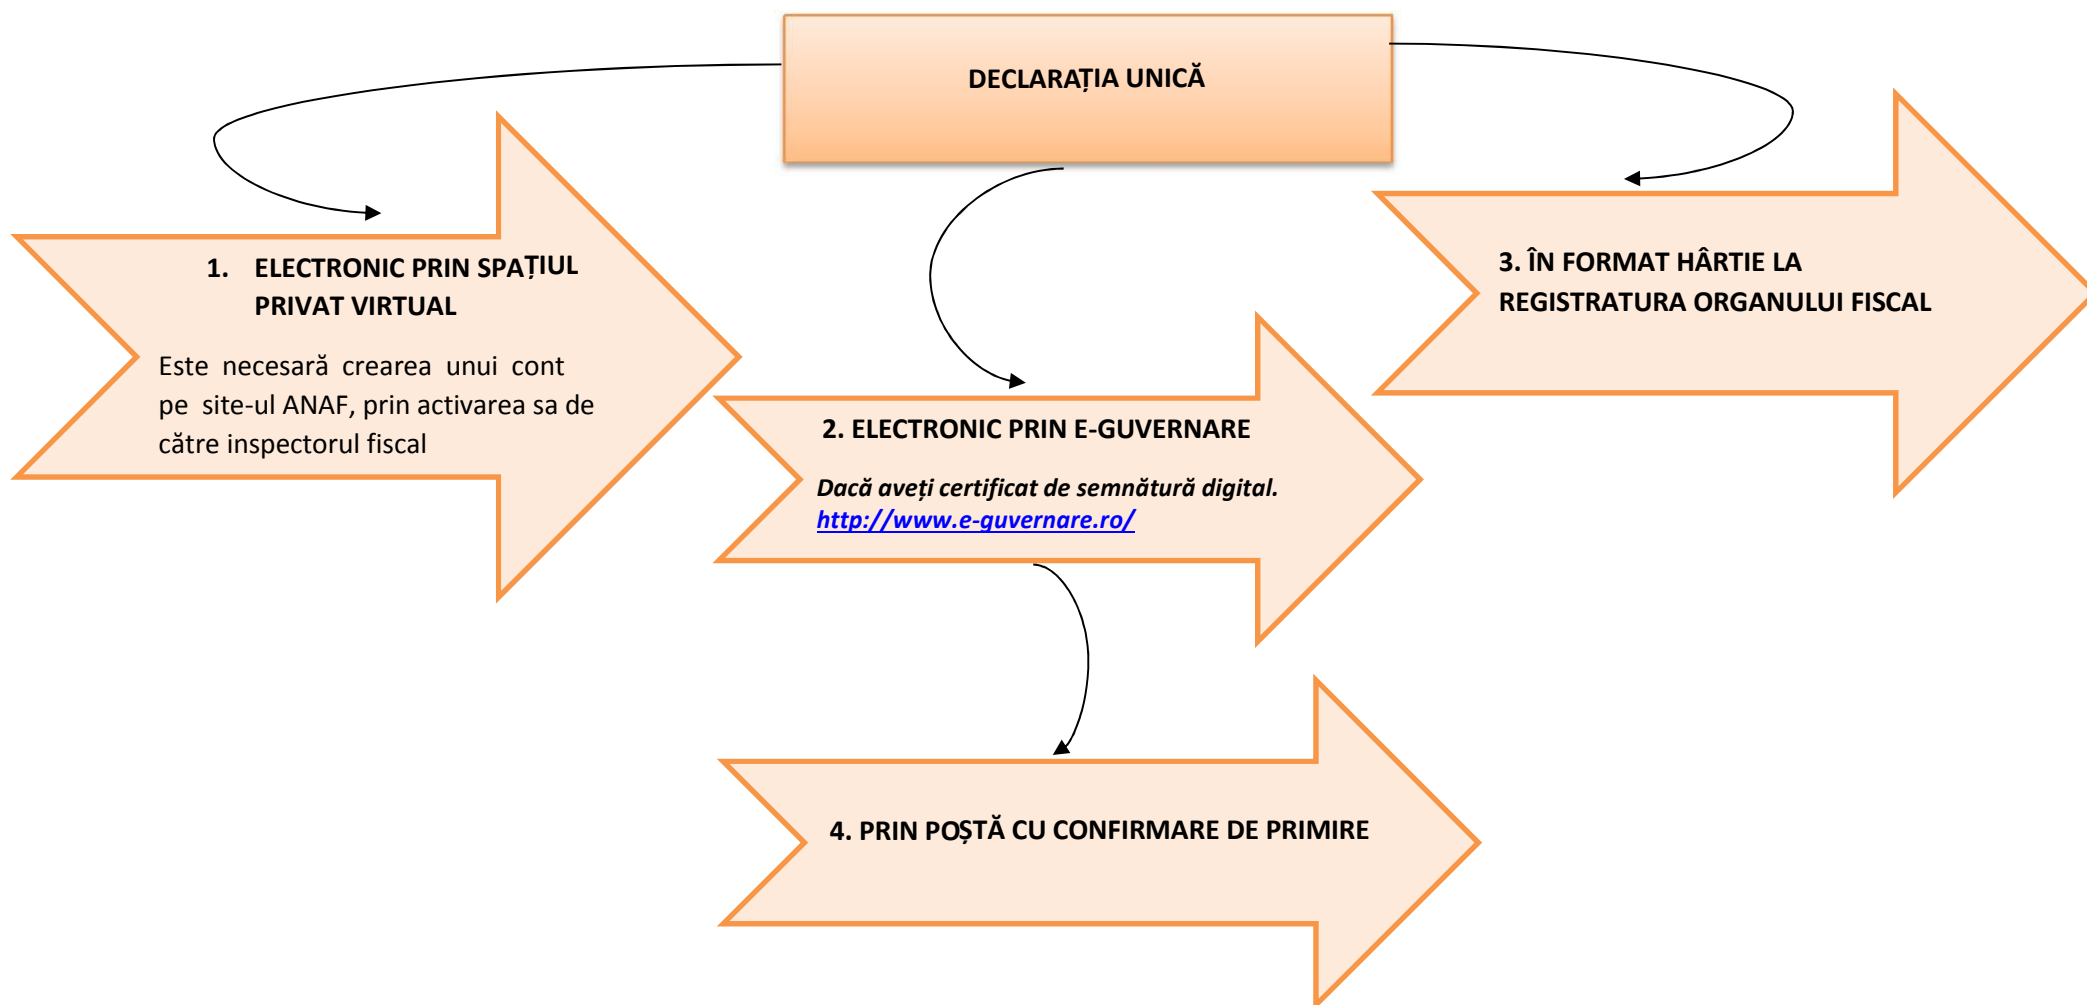 DECLARAȚIA UNICĂ
1. ELECTRONIC PRIN SPAȚIUL
PRIVAT VIRTUAL
Este necesară crearea unui cont
pe site-ul ANAF, prin activarea sa de
către inspectorul fiscal
2. ELECTRONIC PRIN E-GUVERNARE
Dacă aveți certificat de semnătură digital.
http://www.e-guvernare.ro/
3. ÎN FORMAT HÂRTIE LA
REGISTRATURA ORGANULUI FISCAL
4. PRIN POȘTĂ CU CONFIRMARE DE PRIMIRE